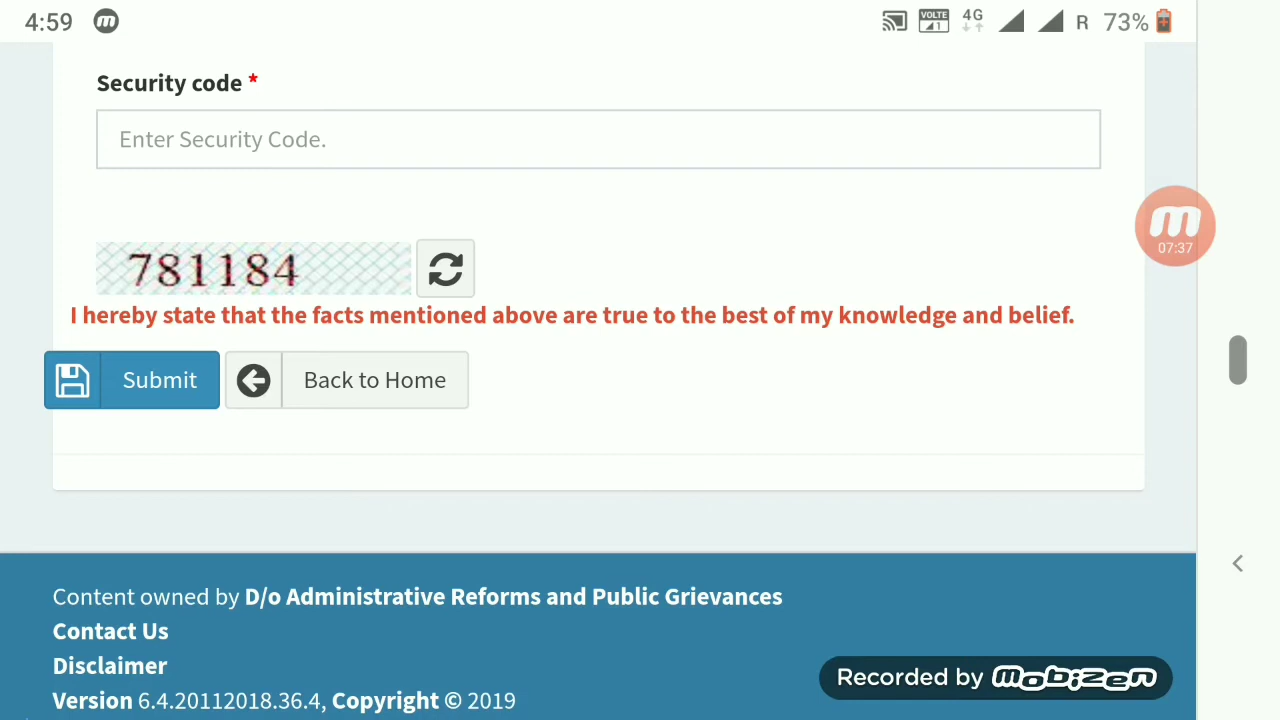 4:59 m VOLTE 1 4G R 73%
Security code *
Enter Security Code.
07:37
781184
I hereby state that the facts mentioned above are true to the best of my knowledge and belief.
Submit Back to Home
Content owned by D/o Administrative Reforms and Public Grievances
Contact Us
Disclaimer
Recorded by mobizen
Version 6.4.20112018.36.4, Copyright © 2019